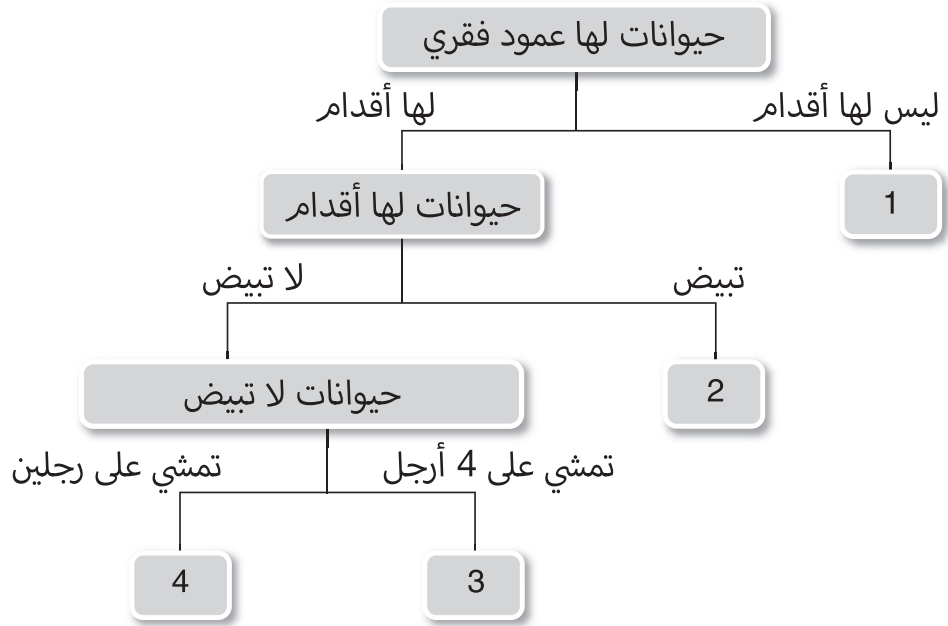 حيوانات لها عمود فقري
ليس لها أقدام
لها أقدام
1
حيوانات لها أقدام
تبيض
لا تبيض
2
حيوانات لا تبيض
تمشي على 4 أرجل
تمشي على رجلين
3
4